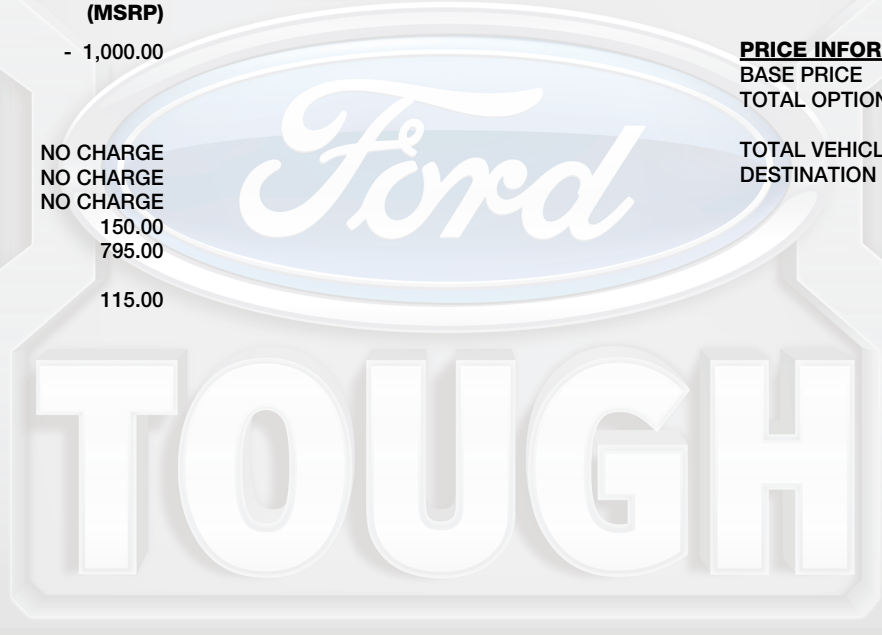 (MSRP)
- 1,000.00
NO CHARGE
NO CHARGE
NO CHARGE
150.00
795.00
115.00
PRICE INFOR
BASE PRICE
TOTAL OPTION
TOTAL VEHICL
DESTINATION
Ford
TOUGH